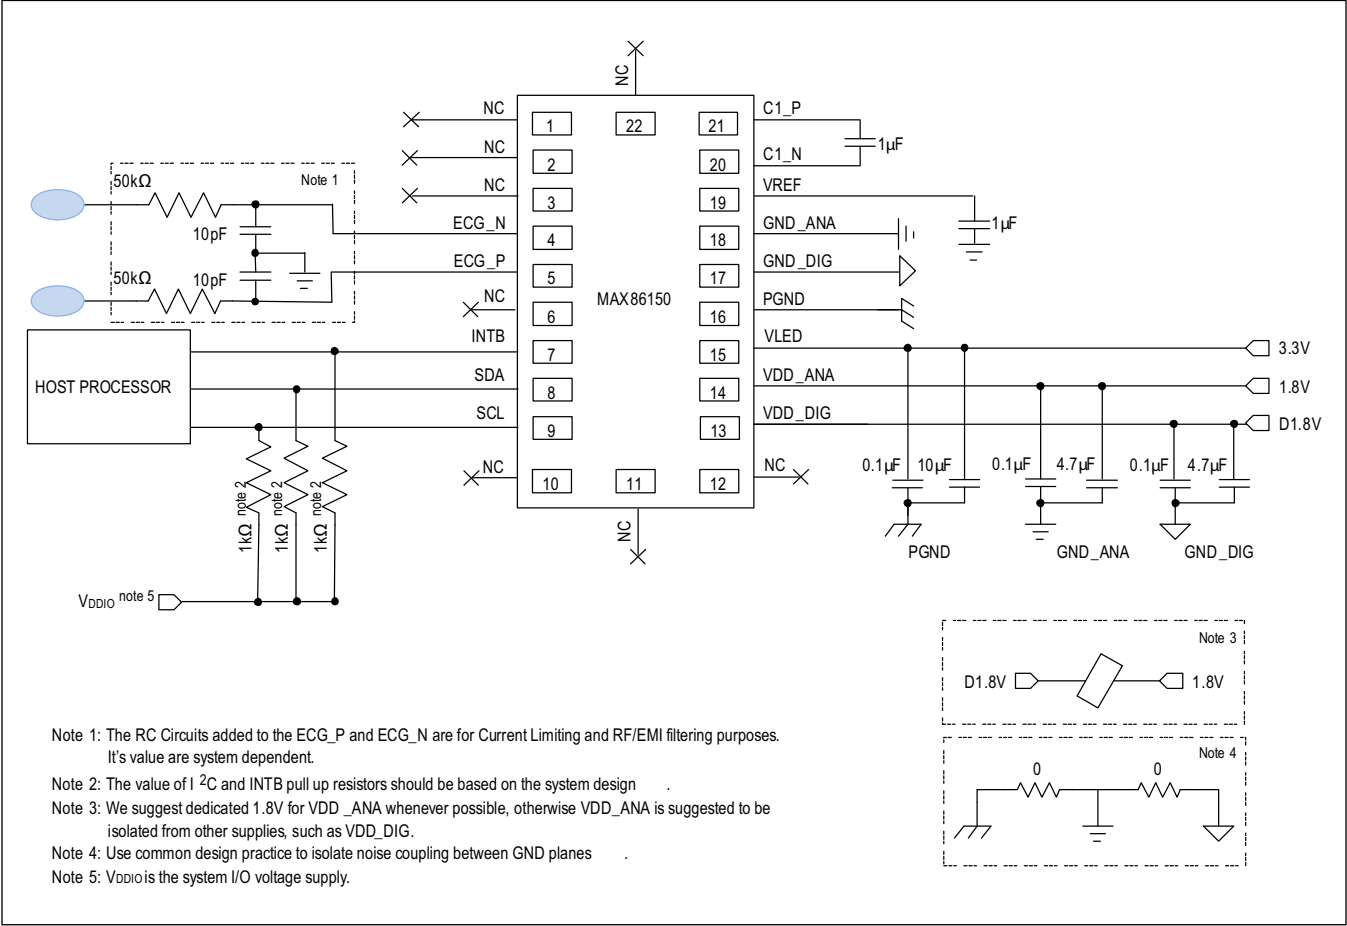 NC
NC
1
22
21
C1_P
1µF
NC
2
20
C1_N
NC
3
19
VREF
1µF
50kΩ
Note 1
10pF
ECG_N
4
18
GND_ANA
50kΩ
10pF
ECG_P
5
17
GND_DIG
MAX86150
NC
6
16
PGND
HOST PROCESSOR
INTB
7
15
VLED
3.3V
SDA
8
14
VDD_ANA
1.8V
SCL
9
13
VDD_DIG
D1.8V
NC
10
11
12
NC
NC
0.1µF
10µF
0.1µF
4.7µF
0.1µF
4.7µF
1kΩ note 2
1kΩ note 2
1kΩ note 2
PGND
GND_ANA
GND_DIG
VDDIO note 5
Note 3
D1.8V
1.8V
Note 4
0
0
Note 1: The RC Circuits added to the ECG_P and ECG_N are for Current Limiting and RF/EMI filtering purposes.
It's value are system dependent.
Note 2: The value of I 2C and INTB pull up resistors should be based on the system design .
Note 3: We suggest dedicated 1.8V for VDD _ANA whenever possible, otherwise VDD_ANA is suggested to be
isolated from other supplies, such as VDD_DIG.
Note 4: Use common design practice to isolate noise coupling between GND planes .
Note 5: VDDIO is the system I/O voltage supply.